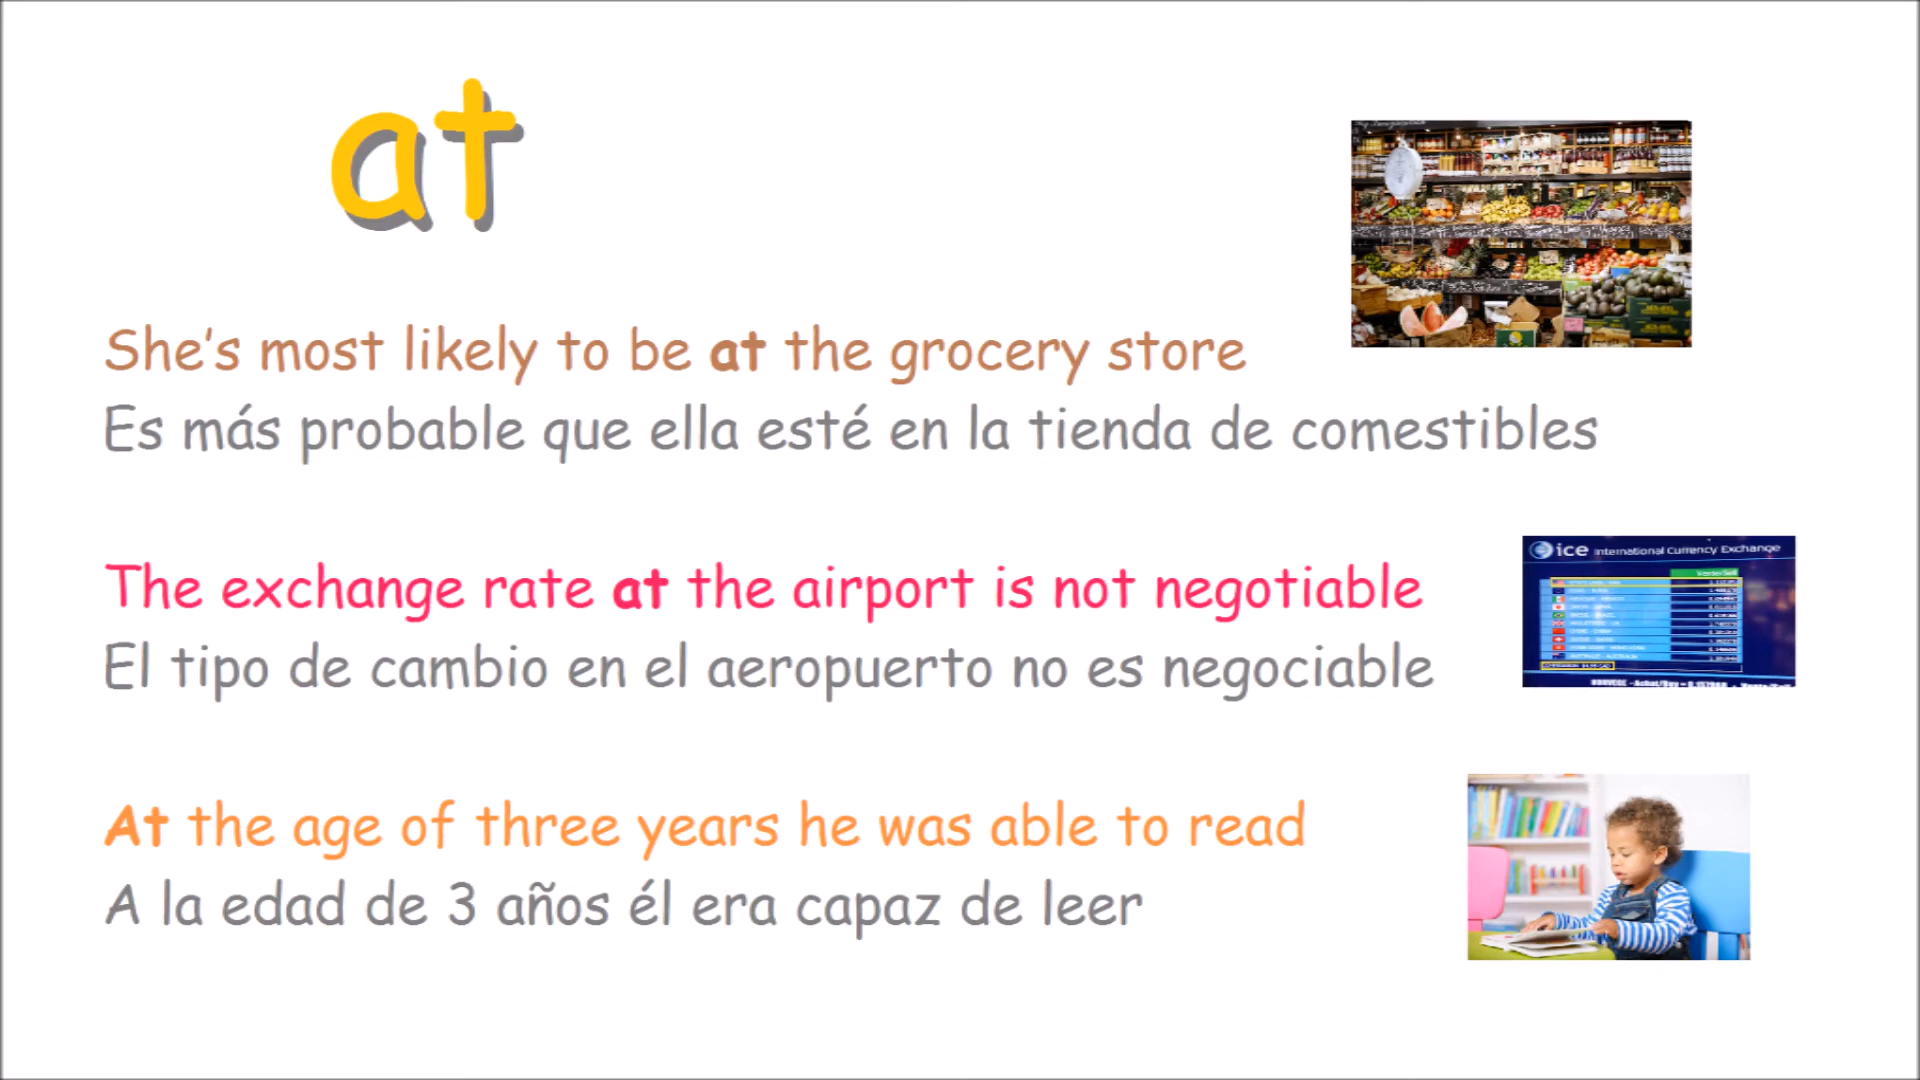 at
She's most likely to be at the grocery store
Es más probable que ella esté en la tienda de comestibles
ice International Currency Exchange
The exchange rate at the airport is not negotiable
El tipo de cambio en el aeropuerto no es negociable
At the age of three years he was able to read
A la edad de 3 años él era capaz de leer